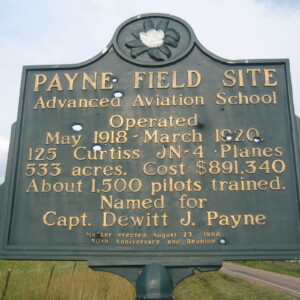 PAYNE FIELD SITE
Advanced Aviation School
Operated
May 1918 - March 1920
125 Curtiss JN-4 Planes
533 acres. Cost $891,340
About 1,500 pilots trained.
Named for
Capt. Dewitt J. Payne
Marker erected August 23, 1968
50th Anniversary and Reunion